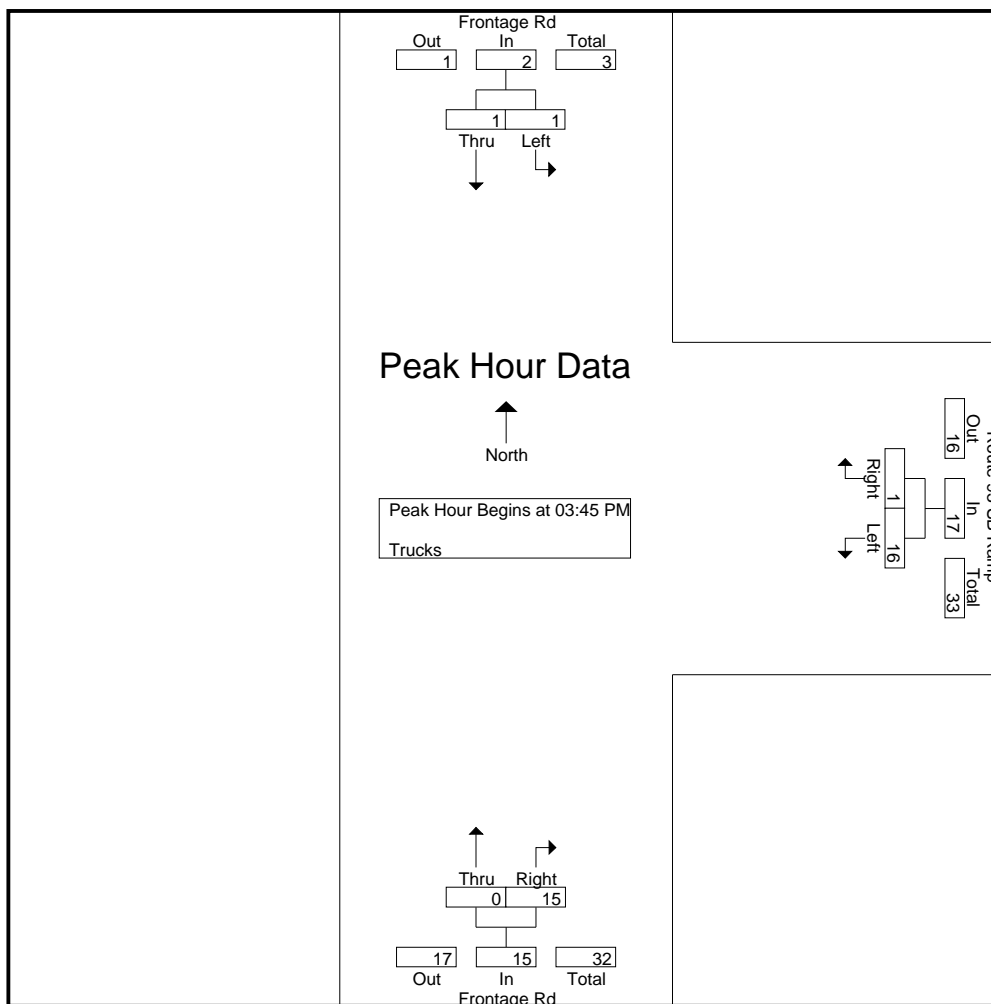 Frontage Rd
Out In Total
1 2 3
1 1
Thru Left
Peak Hour Data
North
Peak Hour Begins at 03:45 PM
Trucks
Out In Total
16 17 33
Right Left
1 16
Thru Right
0 15
17 15 32
Out In Total
Frontage Rd